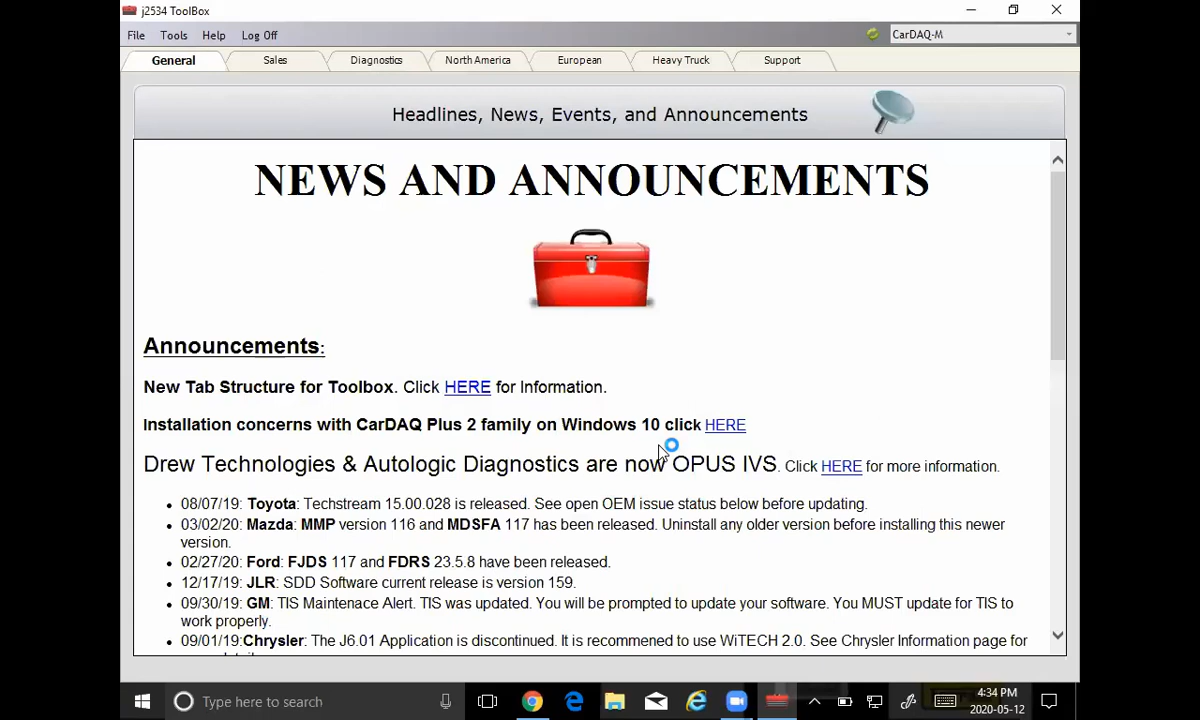 j2534 ToolBox
File Tools Help Log Off CarDAQ-M
General Sales Diagnostics North America European Heavy Truck Support
Headlines, News, Events, and Announcements
NEWS AND ANNOUNCEMENTS
Announcements:
New Tab Structure for Toolbox. Click HERE for Information.
Installation concerns with CarDAQ Plus 2 family on Windows 10 click HERE
Drew Technologies & Autologic Diagnostics are now OPUS IVS. Click HERE for more information.
08/07/19: Toyota: Techstream 15.00.028 is released. See open OEM issue status below before updating.
03/02/20: Mazda: MMP version 116 and MDSFA 117 has been released. Uninstall any older version before installing this newer
version.
02/27/20: Ford: FJDS 117 and FDRS 23.5.8 have been released.
12/17/19: JLR: SDD Software current release is version 159.
09/30/19: GM: TIS Maintenace Alert. TIS was updated. You will be prompted to update your software. You MUST update for TIS to
work properly.
09/01/19:Chrysler: The J6.01 Application is discontinued. It is recommened to use WiTECH 2.0. See Chrysler Information page for
Type here to search
4:34 PM
2020-05-12